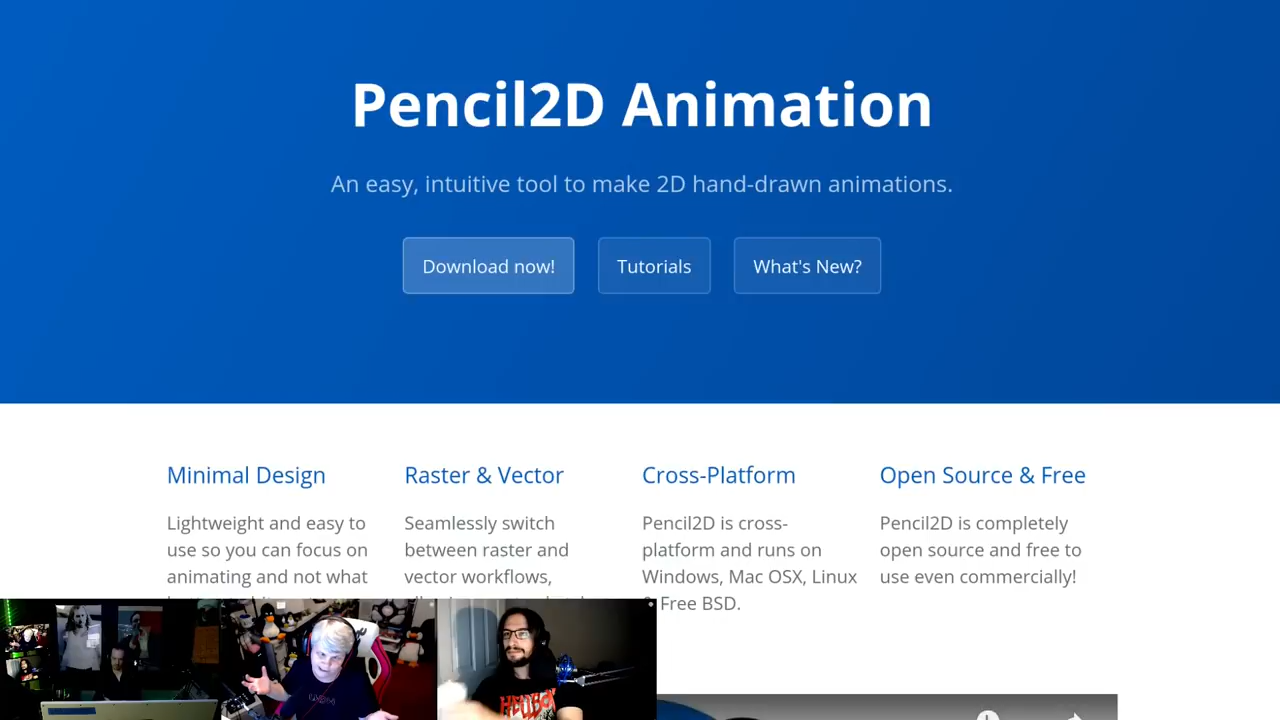 Pencil2D Animation
An easy, intuitive tool to make 2D hand-drawn animations.
Download now!
Tutorials
What's New?
Minimal Design
Lightweight and easy to
use so you can focus on
animating and not what
Raster & Vector
Seamlessly switch
between raster and
vector workflows,
Cross-Platform
Pencil2D is cross-
platform and runs on
Windows, Mac OSX, Linux
& Free BSD.
Open Source & Free
Pencil2D is completely
open source and free to
use even commercially!